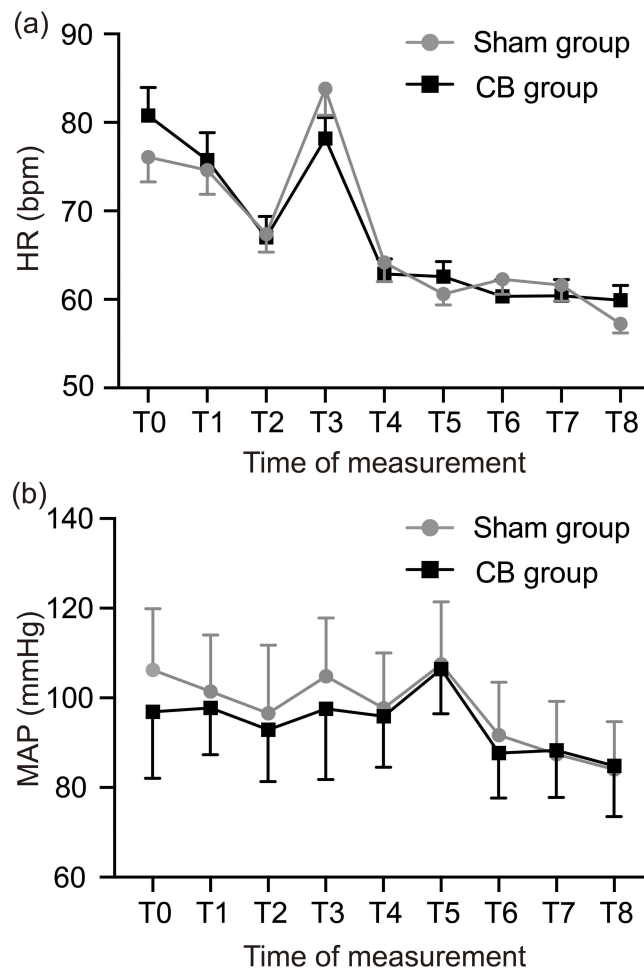 (a)
90
80
70
60
50
HR (bpm)
Sham group
CB group
T0 T1 T2 T3 T4 T5 T6 T7 T8
Time of measurement
(b)
140
120
100
80
60
MAP (mmHg)
Sham group
CB group
T0 T1 T2 T3 T4 T5 T6 T7 T8
Time of measurement